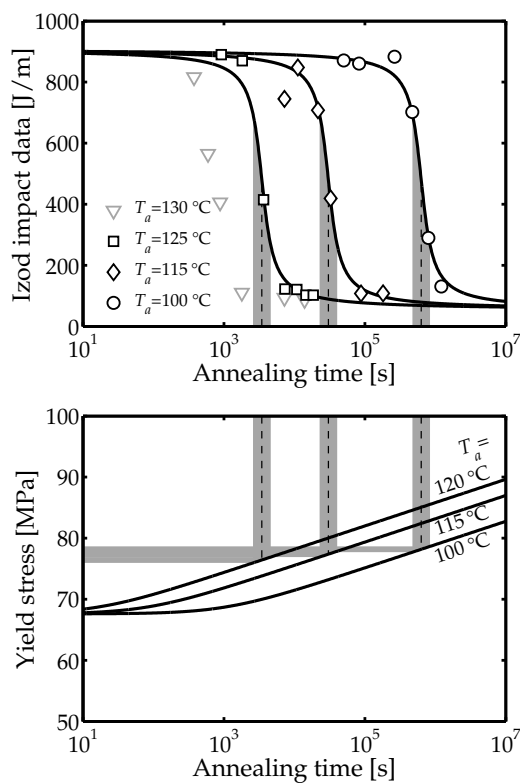 1000
800
600
400
200
0
Izod impact data [J/m]
T_a=130 °C
T_a=125 °C
T_a=115 °C
T_a=100 °C
10^1 10^3 10^5 10^7
Annealing time [s]
100
90
80
70
60
50
Yield stress [MPa]
T_a=
120 °C
115 °C
100 °C
10^1 10^3 10^5 10^7
Annealing time [s]